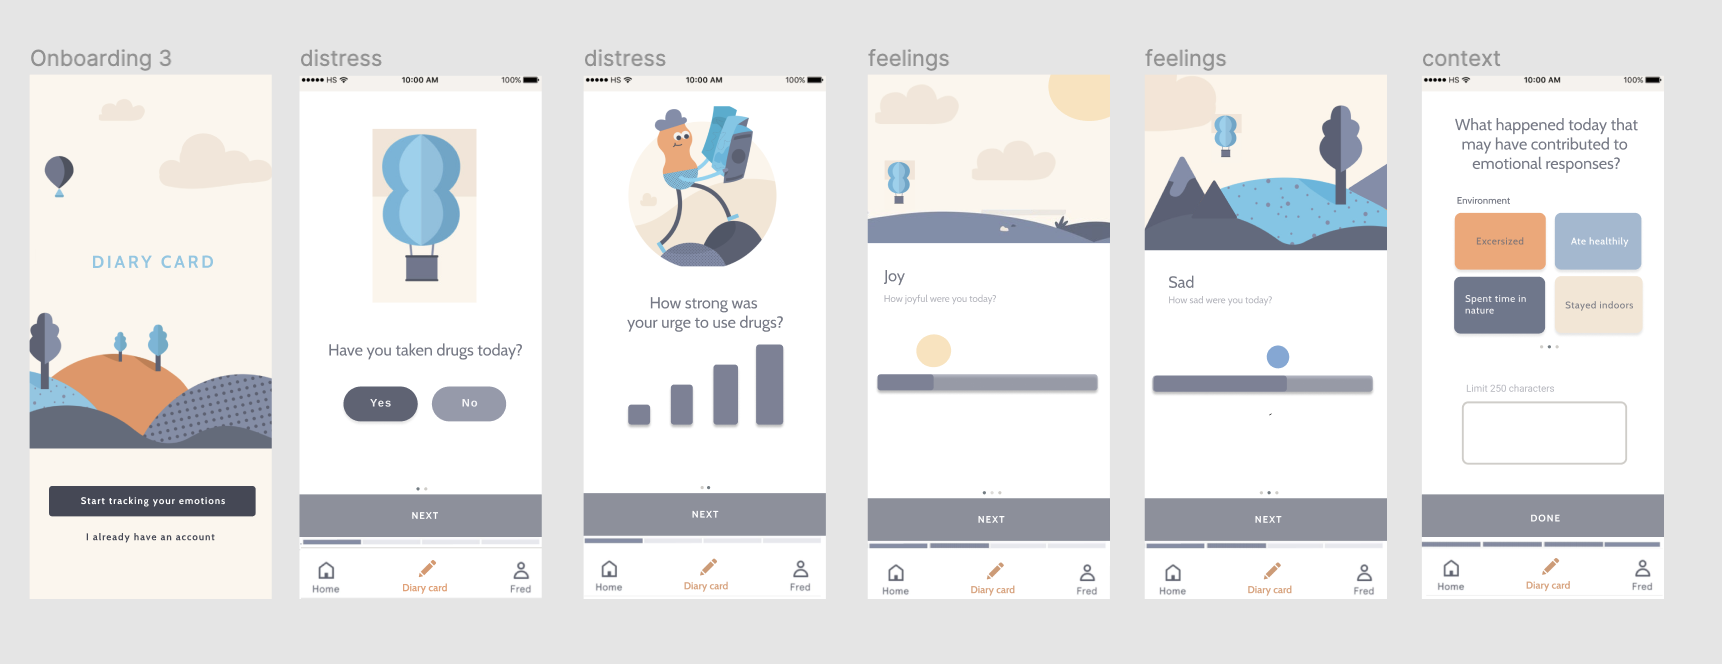 Onboarding 3
DIARY CARD
Start tracking your emotions
I already have an account
distress
HS 10:00 AM 100%
Have you taken drugs today?
Yes No
NEXT
Home Diary card Fred
distress
HS 10:00 AM 100%
How strong was
your urge to use drugs?
NEXT
Home Diary card Fred
feelings
Joy
How joyful were you today?
NEXT
Home Diary card Fred
feelings
Sad
How sad were you today?
NEXT
Home Diary card Fred
context
HS 10:00 AM 100%
What happened today that
may have contributed to
emotional responses?
Environment
Excersized Ate healthily
Spent time in
nature
Stayed indoors
Limit 250 characters
DONE
Home Diary card Fred